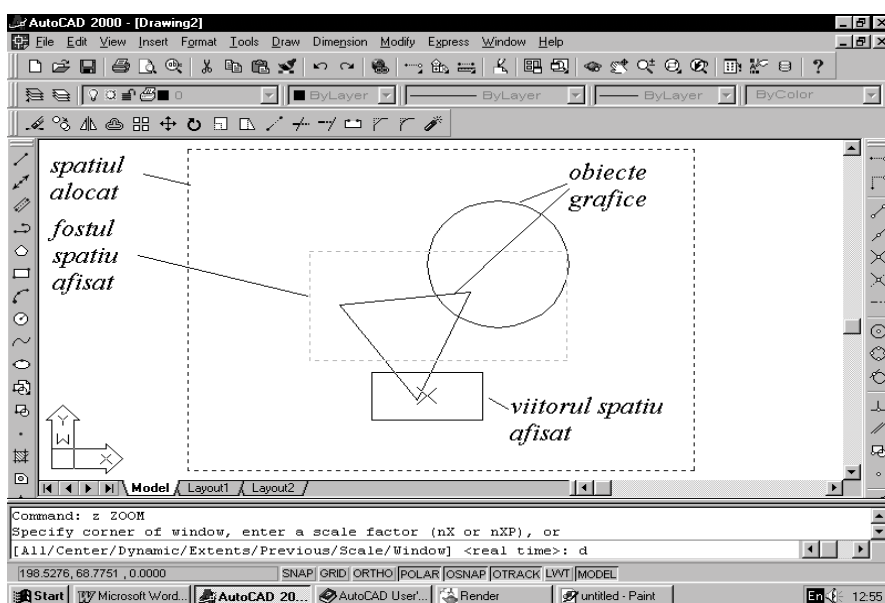 AutoCAD 2000 - [Drawing2]
File Edit View Insert Format Tools Draw Dimension Modify Express Window Help
0 ByLayer ByLayer ByLayer ByColor
spatiul
alocat
obiecte
grafice
fostul
spatiu
afisat
viitorul spatiu
afisat
Y
W
X
Model Layout1 Layout2
Command: z ZOOM
Specify corner of window, enter a scale factor (nX or nXP), or
[All/Center/Dynamic/Extents/Previous/Scale/Window] <real time>: d
198.5276, 68.7751 , 0.0000 SNAP GRID ORTHO POLAR OSNAP OTRACK LWT MODEL
Start Microsoft Word... AutoCAD 20... AutoCAD User'... Render untitled - Paint En 12:55